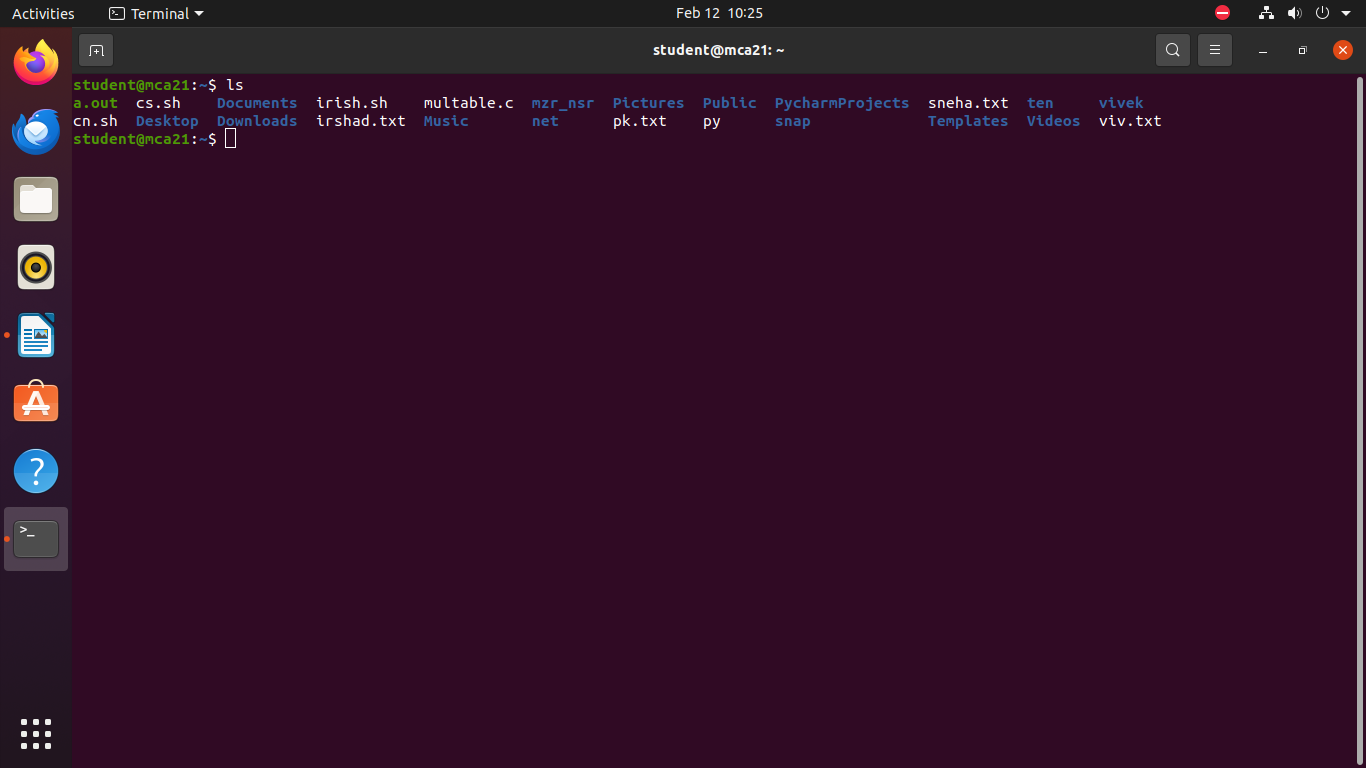 Activities Terminal Feb 12 10:25
student@mca21: ~
student@mca21:~$ ls
a.out cs.sh Documents irish.sh multable.c mzr_nsr Pictures Public PycharmProjects sneha.txt ten vivek
cn.sh Desktop Downloads irshad.txt Music net pk.txt py snap Templates Videos viv.txt
student@mca21:~$